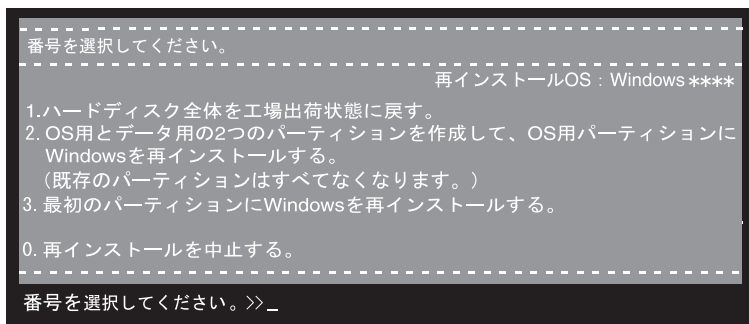 番号を選択してください。
再インストールOS：Windows****
1.ハードディスク全体を工場出荷状態に戻す。
2. OS用とデータ用の2つのパーティションを作成して、OS用パーティションに
Windowsを再インストールする。
（既存のパーティションはすべてなくなります。）
3. 最初のパーティションにWindowsを再インストールする。
0. 再インストールを中止する。
番号を選択してください。>>_